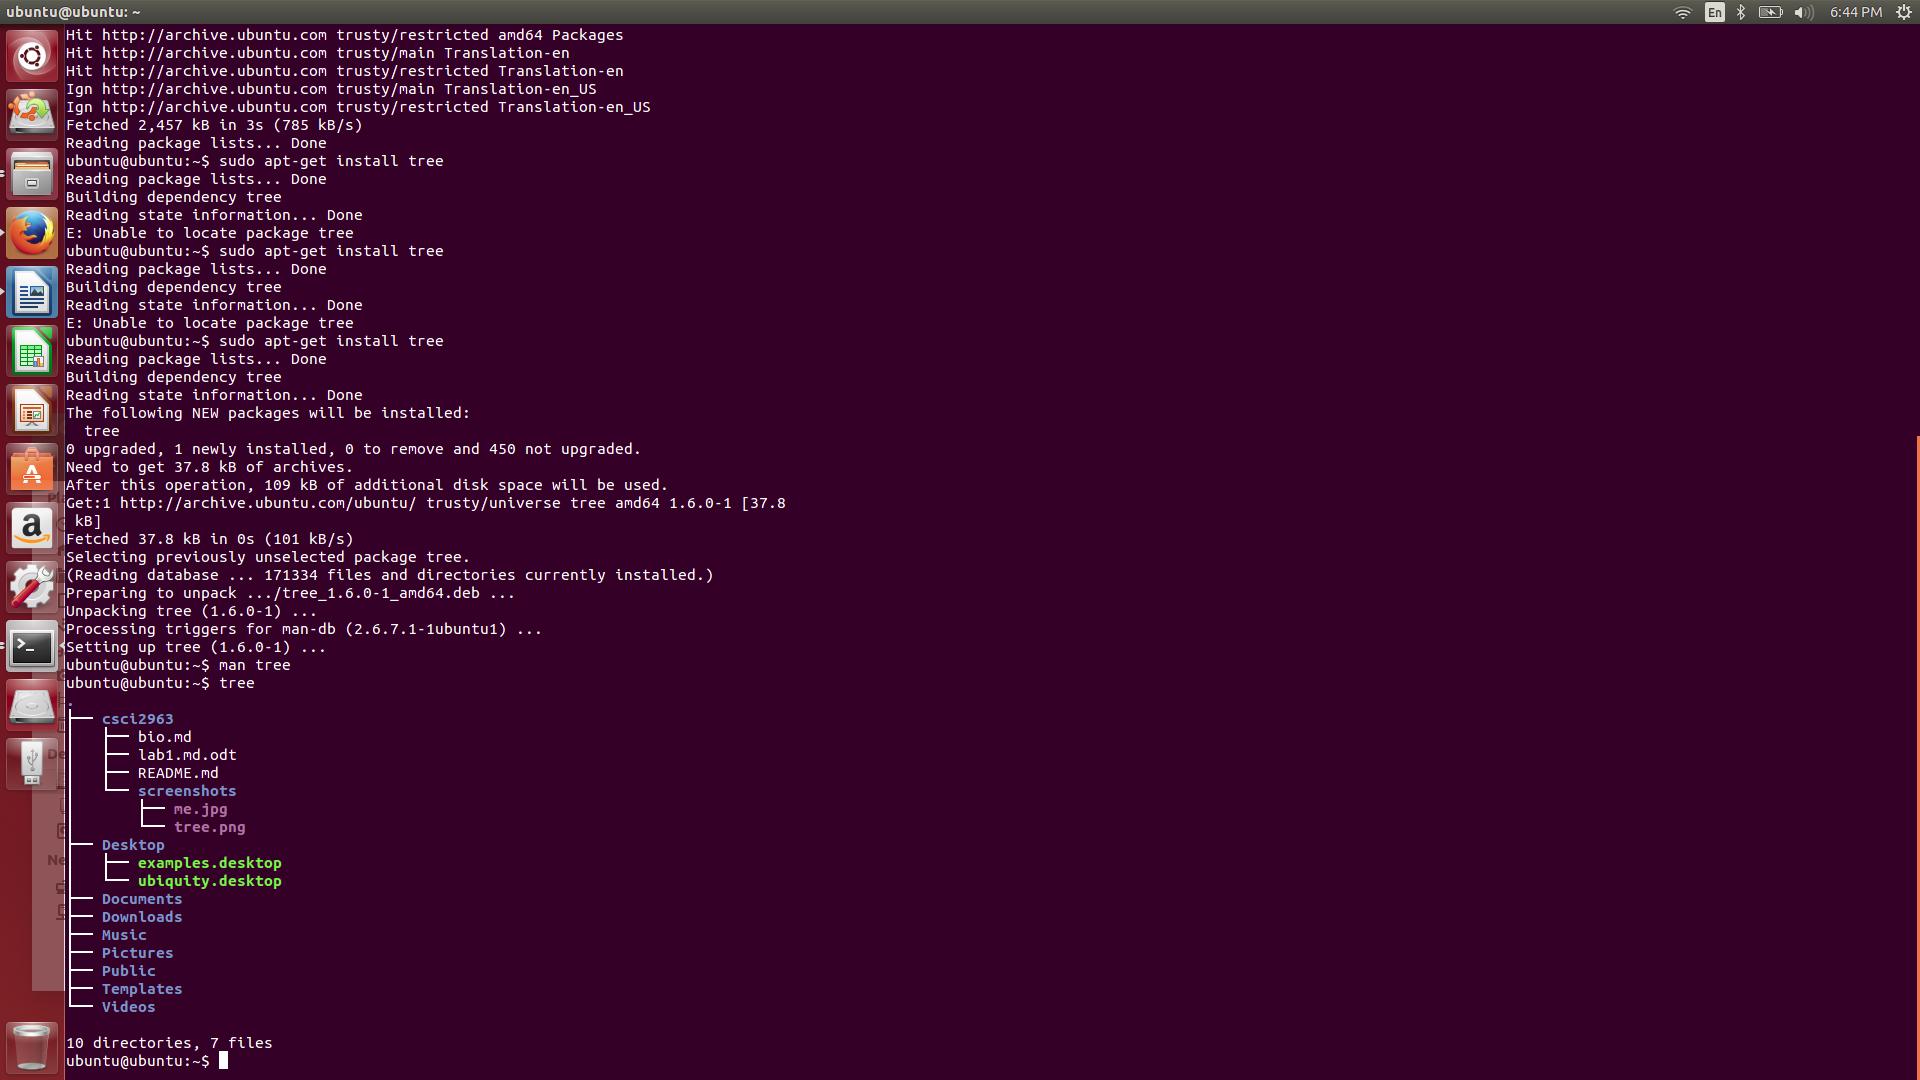 ubuntu@ubuntu: ~
En
6:44 PM
Hit http://archive.ubuntu.com trusty/restricted amd64 Packages
Hit http://archive.ubuntu.com trusty/main Translation-en
Hit http://archive.ubuntu.com trusty/restricted Translation-en
Ign http://archive.ubuntu.com trusty/main Translation-en_US
Ign http://archive.ubuntu.com trusty/restricted Translation-en_US
Fetched 2,457 kB in 3s (785 kB/s)
Reading package lists... Done
ubuntu@ubuntu:~$ sudo apt-get install tree
Reading package lists... Done
Building dependency tree
Reading state information... Done
E: Unable to locate package tree
ubuntu@ubuntu:~$ sudo apt-get install tree
Reading package lists... Done
Building dependency tree
Reading state information... Done
E: Unable to locate package tree
ubuntu@ubuntu:~$ sudo apt-get install tree
Reading package lists... Done
Building dependency tree
Reading state information... Done
The following NEW packages will be installed:
  tree
0 upgraded, 1 newly installed, 0 to remove and 450 not upgraded.
Need to get 37.8 kB of archives.
After this operation, 109 kB of additional disk space will be used.
Get:1 http://archive.ubuntu.com/ubuntu/ trusty/universe tree amd64 1.6.0-1 [37.8
 kB]
Fetched 37.8 kB in 0s (101 kB/s)
Selecting previously unselected package tree.
(Reading database ... 171334 files and directories currently installed.)
Preparing to unpack .../tree_1.6.0-1_amd64.deb ...
Unpacking tree (1.6.0-1) ...
Processing triggers for man-db (2.6.7.1-1ubuntu1) ...
Setting up tree (1.6.0-1) ...
ubuntu@ubuntu:~$ man tree
ubuntu@ubuntu:~$ tree
.
├── csci2963
│   ├── bio.md
│   ├── lab1.md.odt
│   ├── README.md
│   └── screenshots
│       ├── me.jpg
│       └── tree.png
├── Desktop
│   ├── examples.desktop
│   └── ubiquity.desktop
├── Documents
├── Downloads
├── Music
├── Pictures
├── Public
├── Templates
└── Videos

10 directories, 7 files
ubuntu@ubuntu:~$